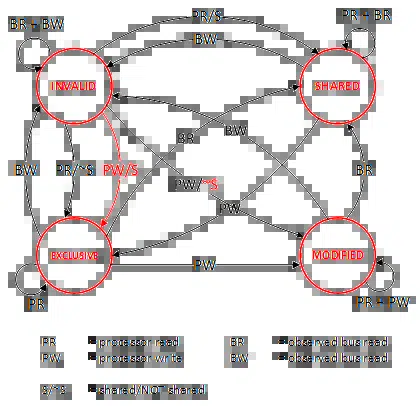 BR + BW
PR/S
PR + BR
BW
INVALID
SHARED
BR
BW
BW
PR/~S
PW/S
PW/~S
BR
PW
EXCLUSIVE
MODIFIED
PW
PR
PR + PW
PR = processor read
BR = observed bus read
PW = processor write
BW = observed bus read
S/~S = shared/NOT shared